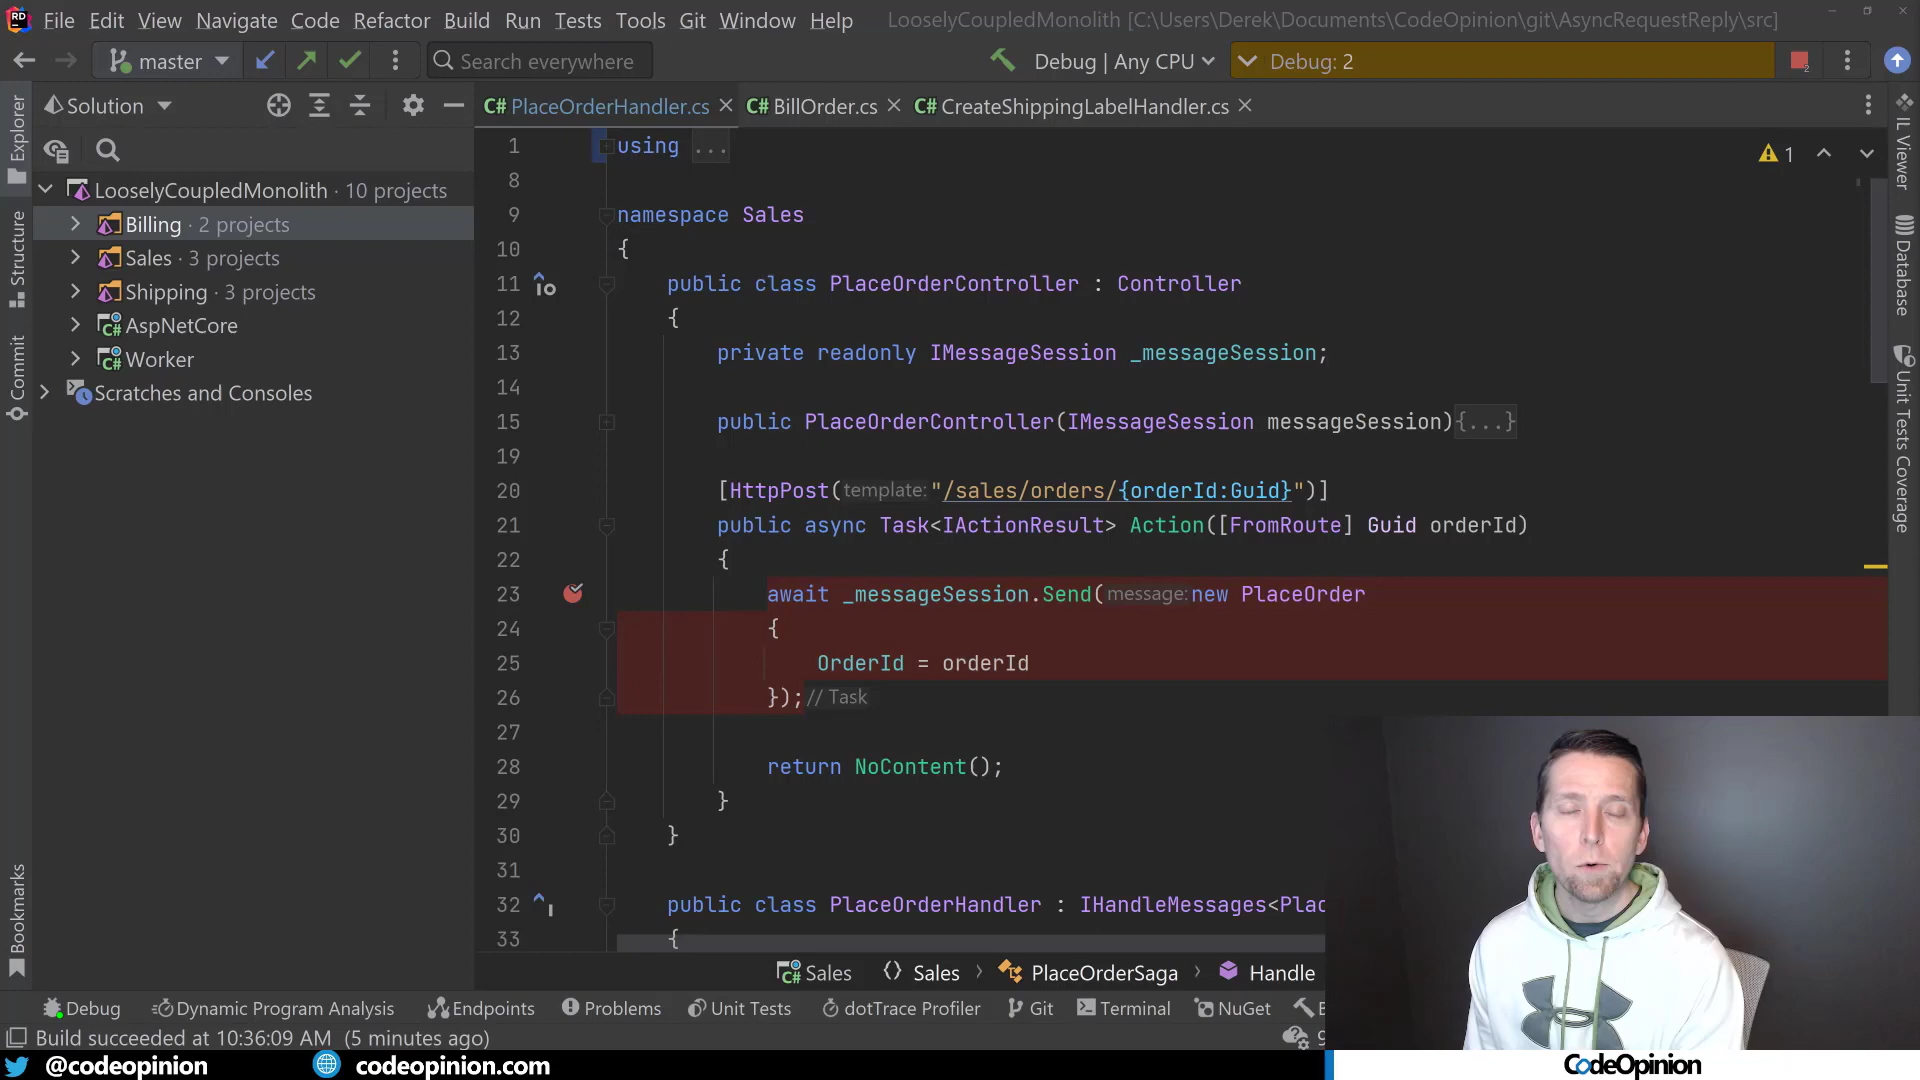 File Edit View Navigate Code Refactor Build Run Tests Tools Git Window Help LooselyCoupledMonolith [C:\Users\Derek\Documents\CodeOpinion\git\AsyncRequestReply\src]
master Search everywhere Debug | Any CPU Debug: 2
Solution
PlaceOrderHandler.cs BillOrder.cs CreateShippingLabelHandler.cs
Explorer
Structure
Commit
Bookmarks
LooselyCoupledMonolith · 10 projects
Billing · 2 projects
Sales · 3 projects
Shipping · 3 projects
AspNetCore
Worker
Scratches and Consoles
1 using ...
8
9 namespace Sales
10 {
11 public class PlaceOrderController : Controller
12 {
13 private readonly IMessageSession _messageSession;
14
15 public PlaceOrderController(IMessageSession messageSession){...}
19
20 [HttpPost(template: "/sales/orders/{orderId:Guid}")]
21 public async Task<IActionResult> Action([FromRoute] Guid orderId)
22 {
23 await _messageSession.Send(message: new PlaceOrder
24 {
25 OrderId = orderId
26 }); // Task
27
28 return NoContent();
29 }
30 }
31
32 public class PlaceOrderHandler : IHandleMessages<Plac
33 {
1
IL Viewer
Database
Unit Tests Coverage
Sales Sales PlaceOrderSaga Handle
Debug Dynamic Program Analysis Endpoints Problems Unit Tests dotTrace Profiler Git Terminal NuGet
Build succeeded at 10:36:09 AM (5 minutes ago)
@codeopinion codeopinion.com
CodeOpinion